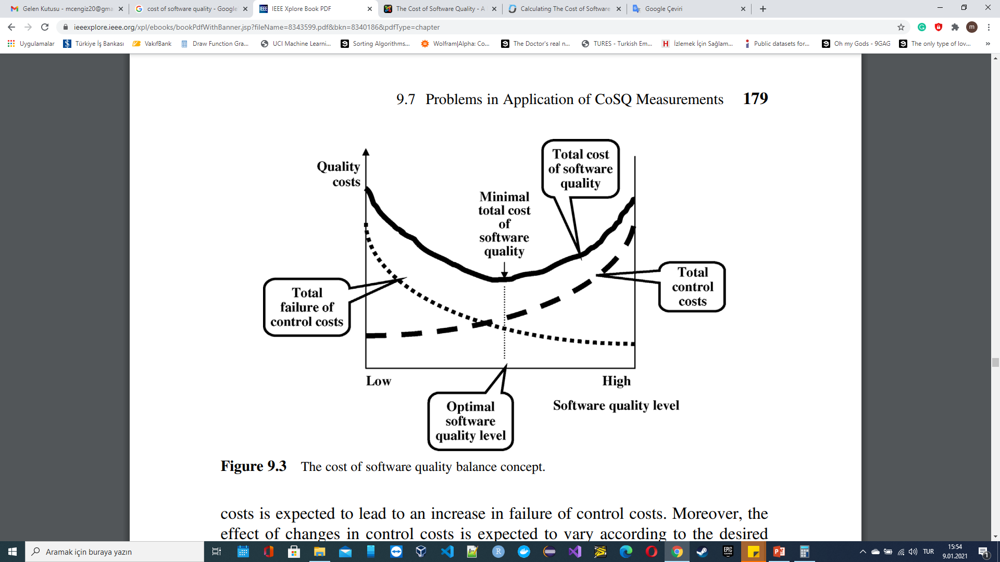 Gelen Kutusu - mcengiz20@gma
cost of software quality - Google
IEEE Xplore Book PDF
The Cost of Software Quality - A
Calculating The Cost of Software
Google Çeviri
ieeexplore.ieee.org/xpl/ebooks/bookPdfWithBanner.jsp?fileName=8343599.pdf&bkn=8340186&pdfType=chapter
m
Uygulamalar
Türkiye İş Bankası
VakıfBank
Draw Function Gra...
UCI Machine Learni...
Sorting Algorithms...
Wolfram|Alpha: Co...
The Doctor's real n...
TURES - Turkish Em...
İzlemek İçin Sağlam...
Public datasets for...
Oh my Gods - 9GAG
The only type of lov...
9.7 Problems in Application of CoSQ Measurements 179
Quality
costs
Total cost
of software
quality
Minimal
total cost
of
software
quality
Total
failure of
control costs
Total
control
costs
Low
High
Software quality level
Optimal
software
quality level
Figure 9.3 The cost of software quality balance concept.
costs is expected to lead to an increase in failure of control costs. Moreover, the
effect of changes in control costs is expected to vary according to the desired
Aramak için buraya yazın
TUR
15:54
9.01.2021
1